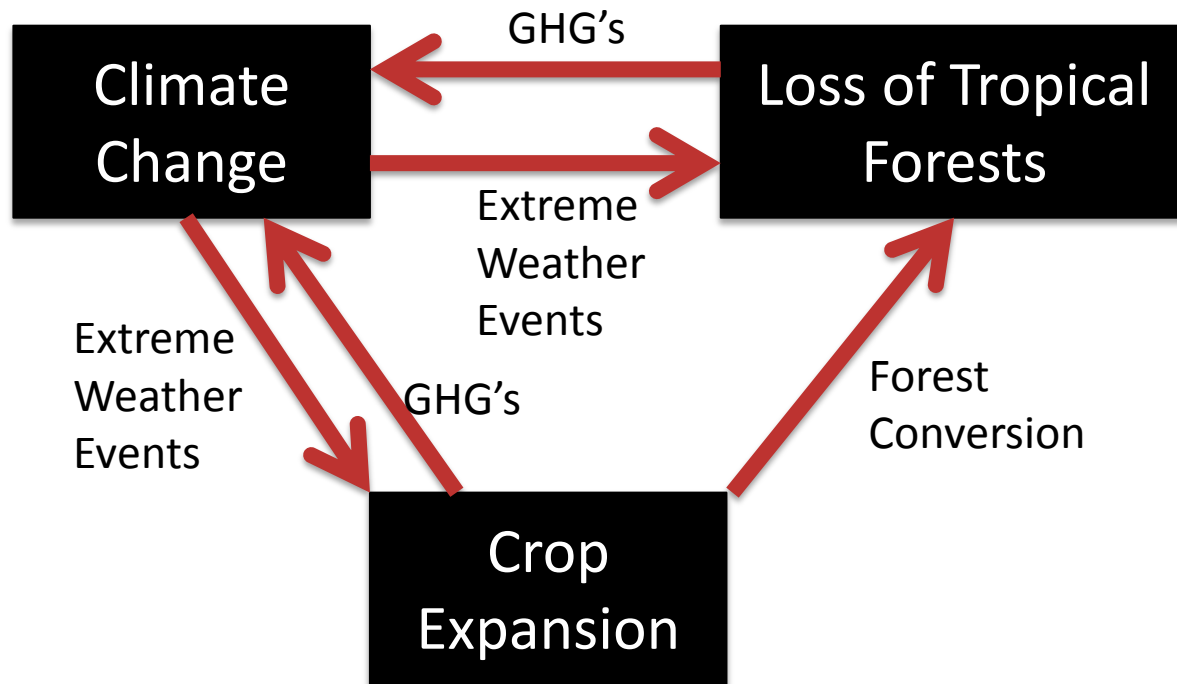 GHG’s
Climate
Change
Loss of Tropical
Forests
Extreme
Weather
Events
Extreme
Weather
Events
GHG’s
Forest
Conversion
Crop
Expansion